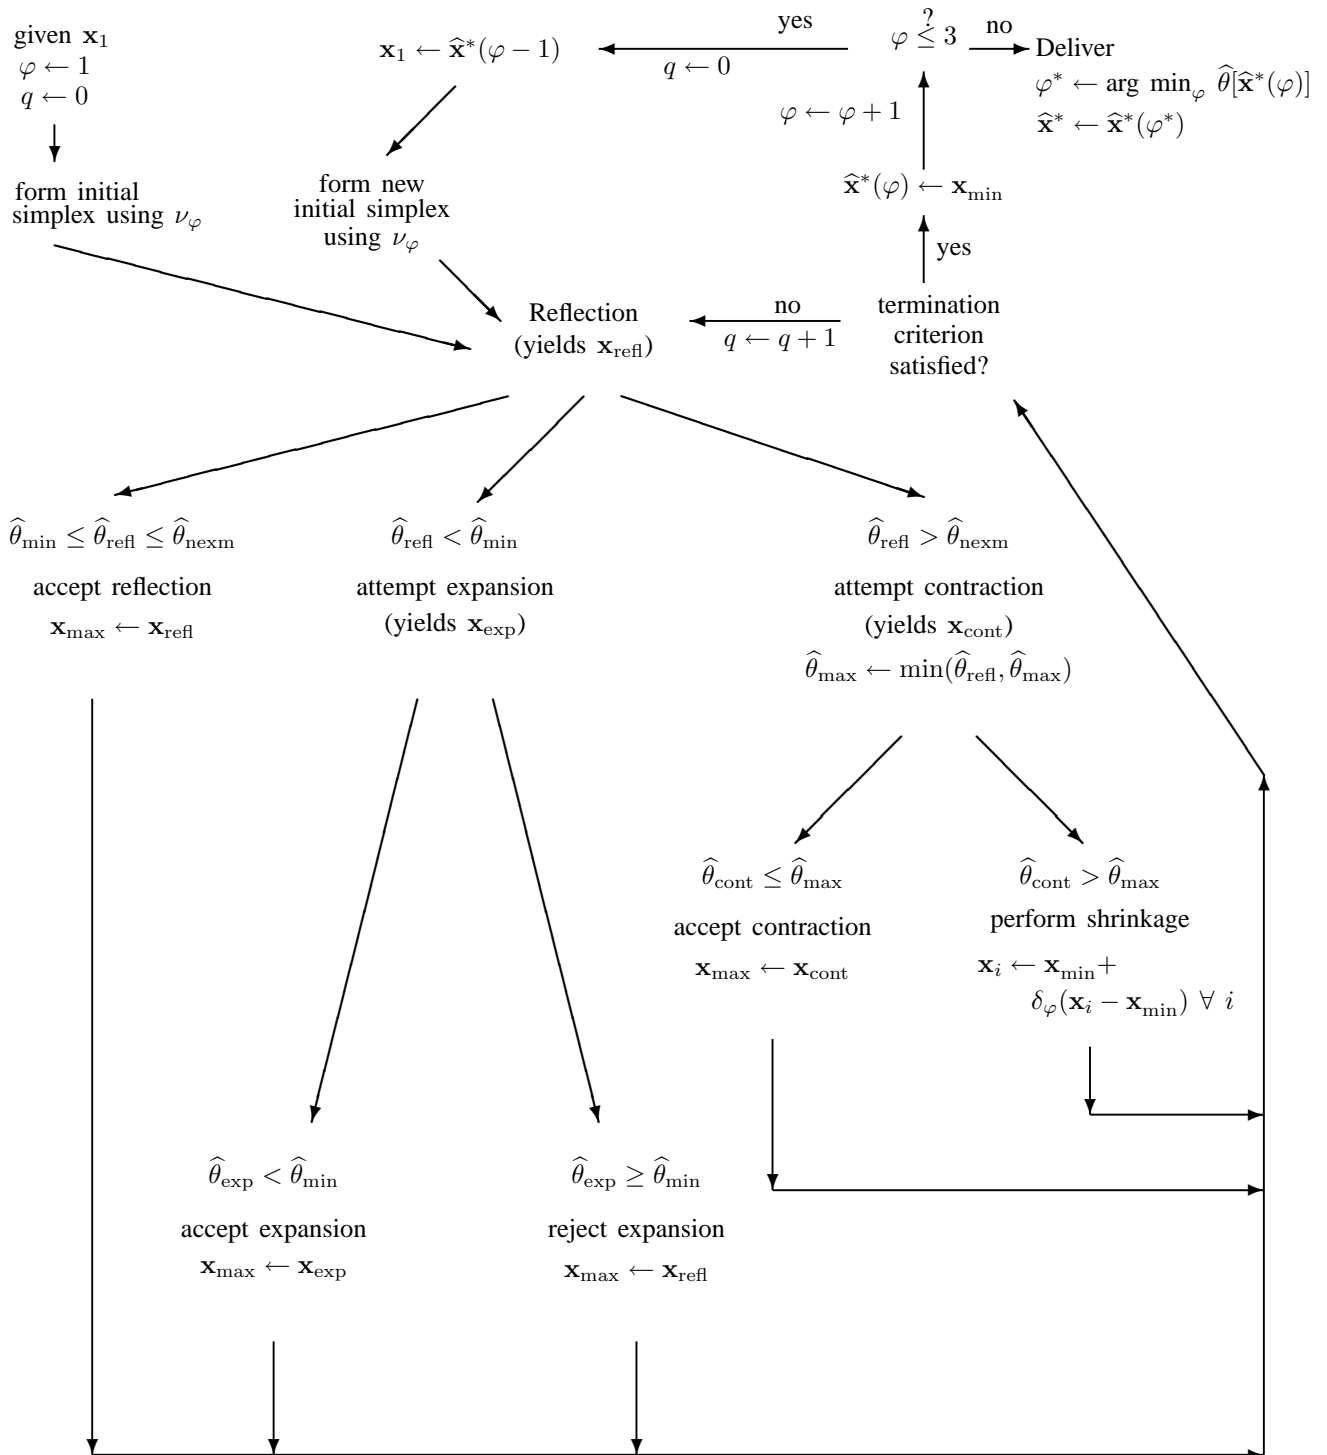 given x₁
φ ← 1
q ← 0
form initial
simplex using ν_φ
x₁ ← x̂*(φ − 1)
form new
initial simplex
using ν_φ
yes
q ← 0
?
φ ≤ 3
no
Deliver
φ* ← arg min_φ θ̂[x̂*(φ)]
x̂* ← x̂*(φ*)
φ ← φ + 1
x̂*(φ) ← x_min
yes
termination
criterion
satisfied?
no
q ← q + 1
Reflection
(yields x_refl)
θ̂_min ≤ θ̂_refl ≤ θ̂_nexm
accept reflection
x_max ← x_refl
θ̂_refl < θ̂_min
attempt expansion
(yields x_exp)
θ̂_refl > θ̂_nexm
attempt contraction
(yields x_cont)
θ̂_max ← min(θ̂_refl, θ̂_max)
θ̂_cont ≤ θ̂_max
accept contraction
x_max ← x_cont
θ̂_cont > θ̂_max
perform shrinkage
x_i ← x_min+
δ_φ(x_i − x_min) ∀ i
θ̂_exp < θ̂_min
accept expansion
x_max ← x_exp
θ̂_exp ≥ θ̂_min
reject expansion
x_max ← x_refl